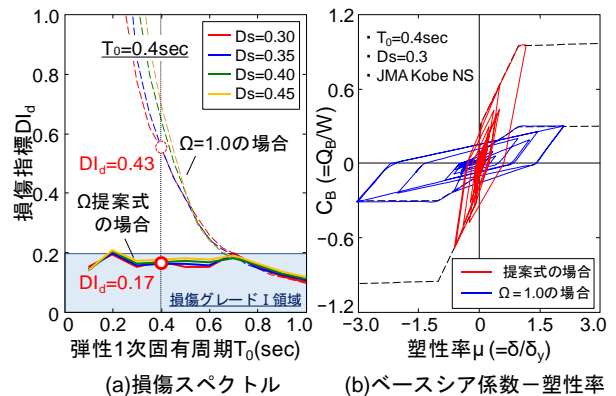 損傷指標DId
1.0
0.8
0.6
0.4
0.2
0
T0=0.4sec
Ds=0.30
Ds=0.35
Ds=0.40
Ds=0.45
Ω=1.0の場合
DId=0.43
Ω提案式
の場合
DId=0.17
損傷グレードⅠ領域
0 0.2 0.4 0.6 0.8 1.0
弾性1次固有周期T0(sec)
(a)損傷スペクトル
CB(=QB/W)
1.2
0.6
0
-0.6
-1.2
T0=0.4sec
Ds=0.3
JMA Kobe NS
提案式の場合
Ω=1.0の場合
-3.0 -1.5 0 1.5 3.0
塑性率μ(=δ/δy)
(b)ベースシア係数-塑性率